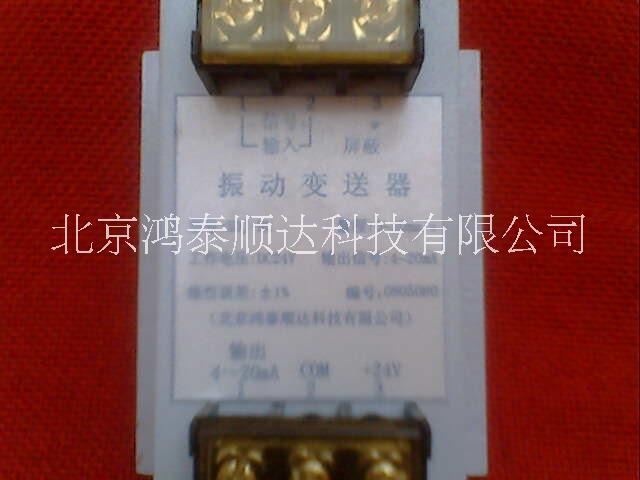 1 2 3
信号
输入 屏蔽
振动变送器
北京鸿泰顺达科技有限公司
工作电压:DC24V 输出信号:4-20mA
线性误差:±1% 编号:0805080
(北京鸿泰顺达科技有限公司)
输出
4--20mA COM +24V